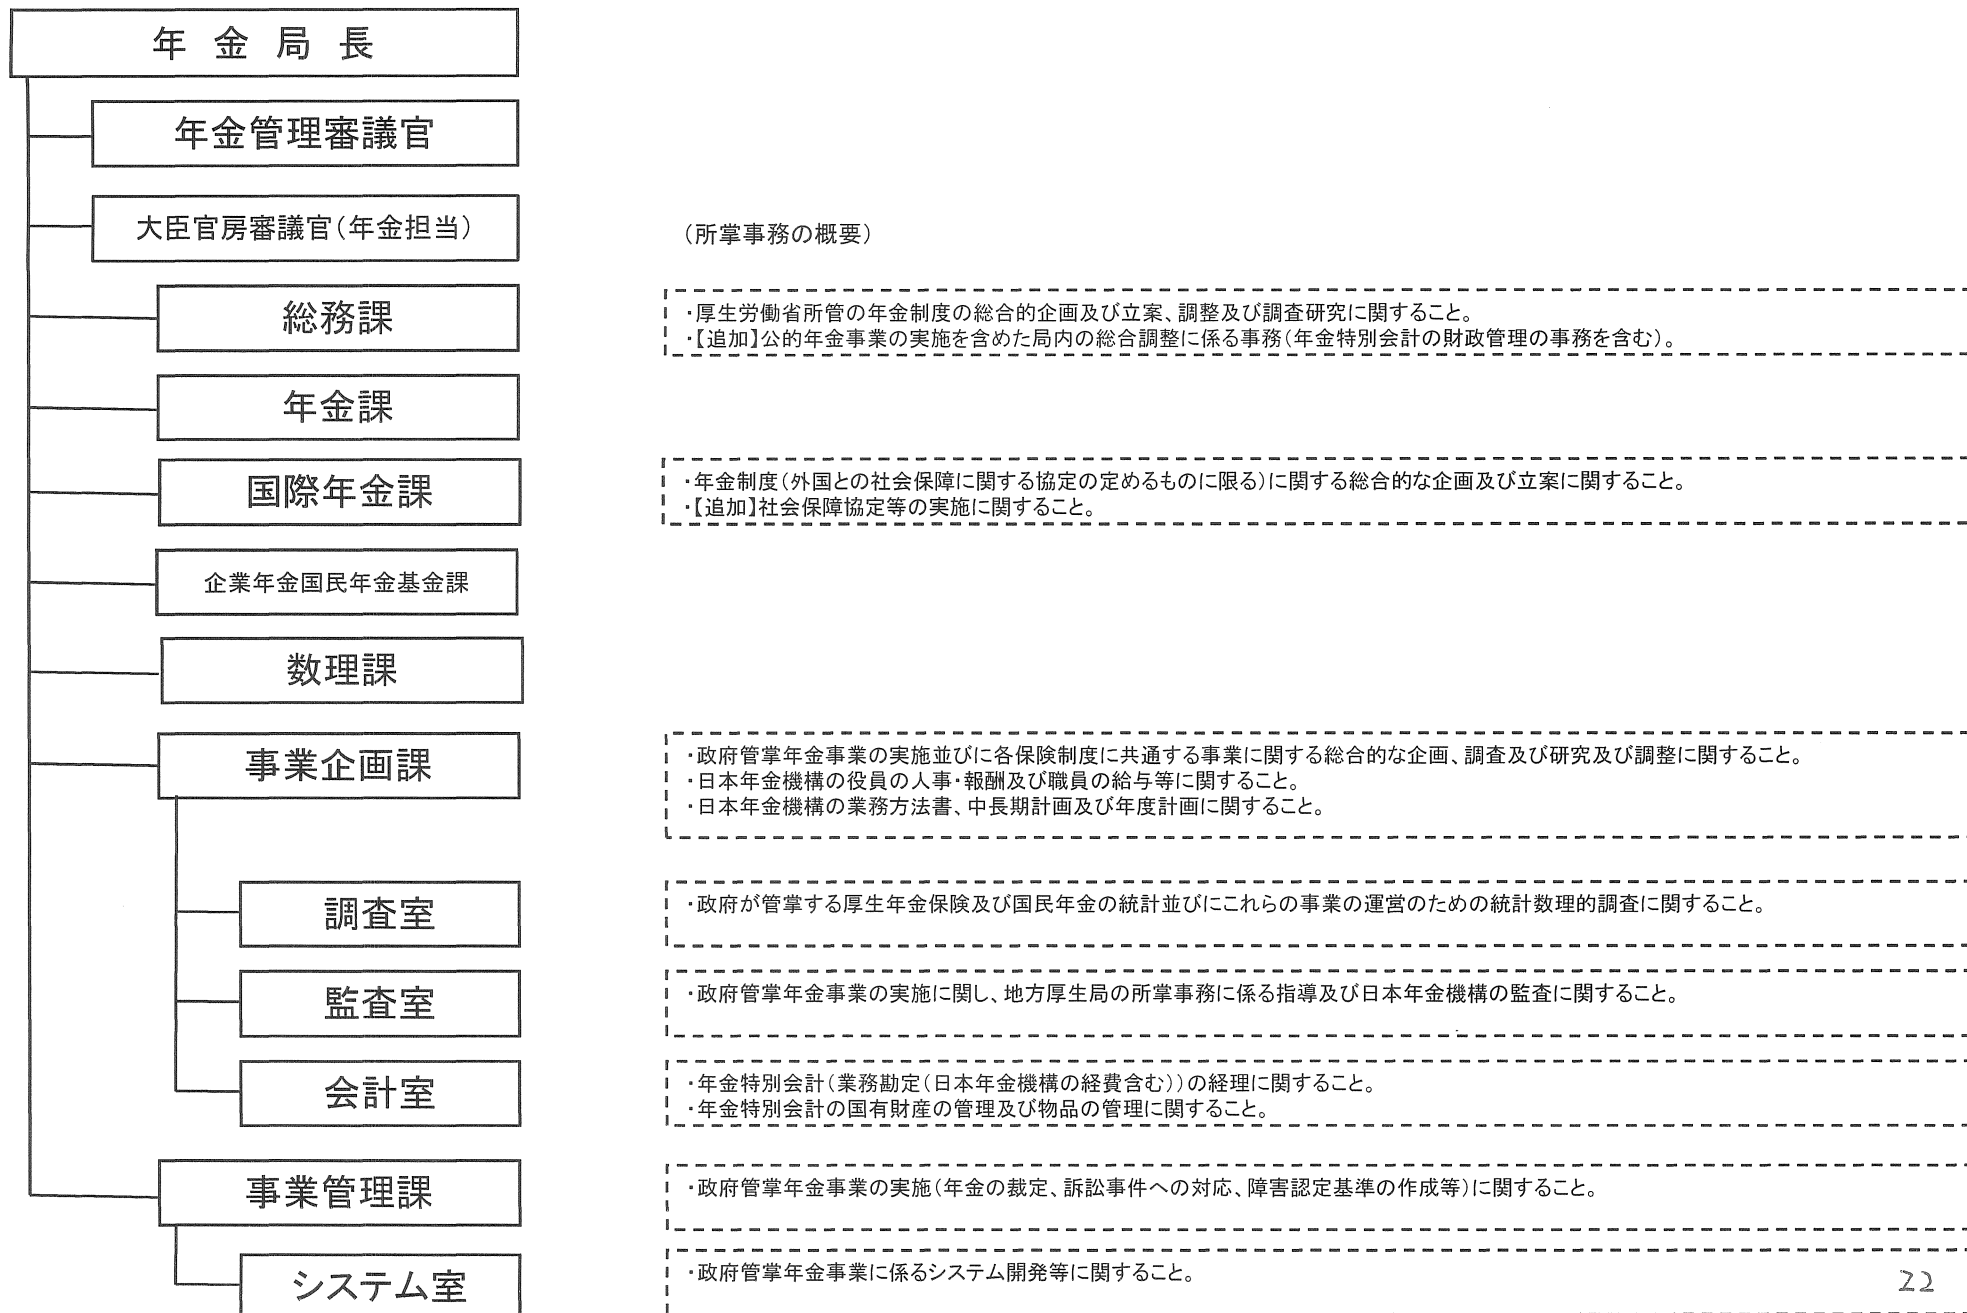 年金局長
年金管理審議官
大臣官房審議官(年金担当)
(所掌事務の概要)
総務課
・厚生労働省所管の年金制度の総合的企画及び立案、調整及び調査研究に関すること。
・【追加】公的年金事業の実施を含めた局内の総合調整に係る事務(年金特別会計の財政管理の事務を含む)。
年金課
国際年金課
・年金制度(外国との社会保障に関する協定の定めるものに限る)に関する総合的な企画及び立案に関すること。
・【追加】社会保障協定等の実施に関すること。
企業年金国民年金基金課
数理課
事業企画課
・政府管掌年金事業の実施並びに各保険制度に共通する事業に関する総合的な企画、調査及び研究及び調整に関すること。
・日本年金機構の役員の人事・報酬及び職員の給与等に関すること。
・日本年金機構の業務方法書、中長期計画及び年度計画に関すること。
調査室
・政府が管掌する厚生年金保険及び国民年金の統計並びにこれらの事業の運営のための統計数理的調査に関すること。
監査室
・政府管掌年金事業の実施に関し、地方厚生局の所掌事務に係る指導及び日本年金機構の監査に関すること。
会計室
・年金特別会計(業務勘定(日本年金機構の経費含む))の経理に関すること。
・年金特別会計の国有財産の管理及び物品の管理に関すること。
事業管理課
・政府管掌年金事業の実施(年金の裁定、訴訟事件への対応、障害認定基準の作成等)に関すること。
システム室
・政府管掌年金事業に係るシステム開発等に関すること。
22